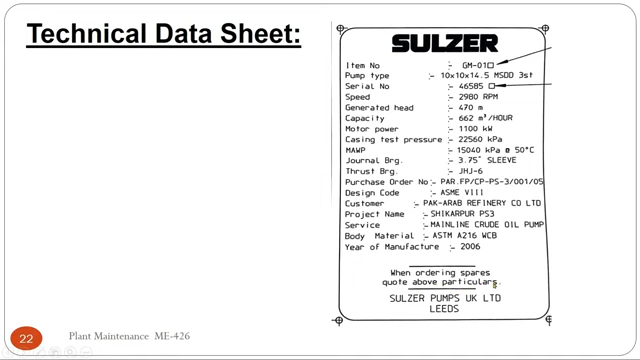 Technical Data Sheet:
SULZER
Item No :- GM-01□
Pump type :- 10x10x14.5 MSDD 3st
Serial No :- 46585 □
Speed :- 2980 RPM
Generated head :- 470 m
Capacity :- 662 m³/HOUR
Motor power :- 1100 kW
Casing test pressure :- 22560 kPa
MAWP :- 15040 kPa @ 50°C
Journal Brg. :- 3.75" SLEEVE
Thrust Brg. :- JHJ-6
Purchase Order No :- PAR.FP/CP-PS-3/001/05
Design Code :- ASME VIII
Customer :- PAK-ARAB REFINERY CO LTD
Project Name :- SHIKARPUR PS3
Service :- MAINLINE CRUDE OIL PUMP
Body Material :- ASTM A216 WCB
Year of Manufacture :- 2006
When ordering spares
quote above particulars.
SULZER PUMPS UK LTD
LEEDS
22
Plant Maintenance ME-426